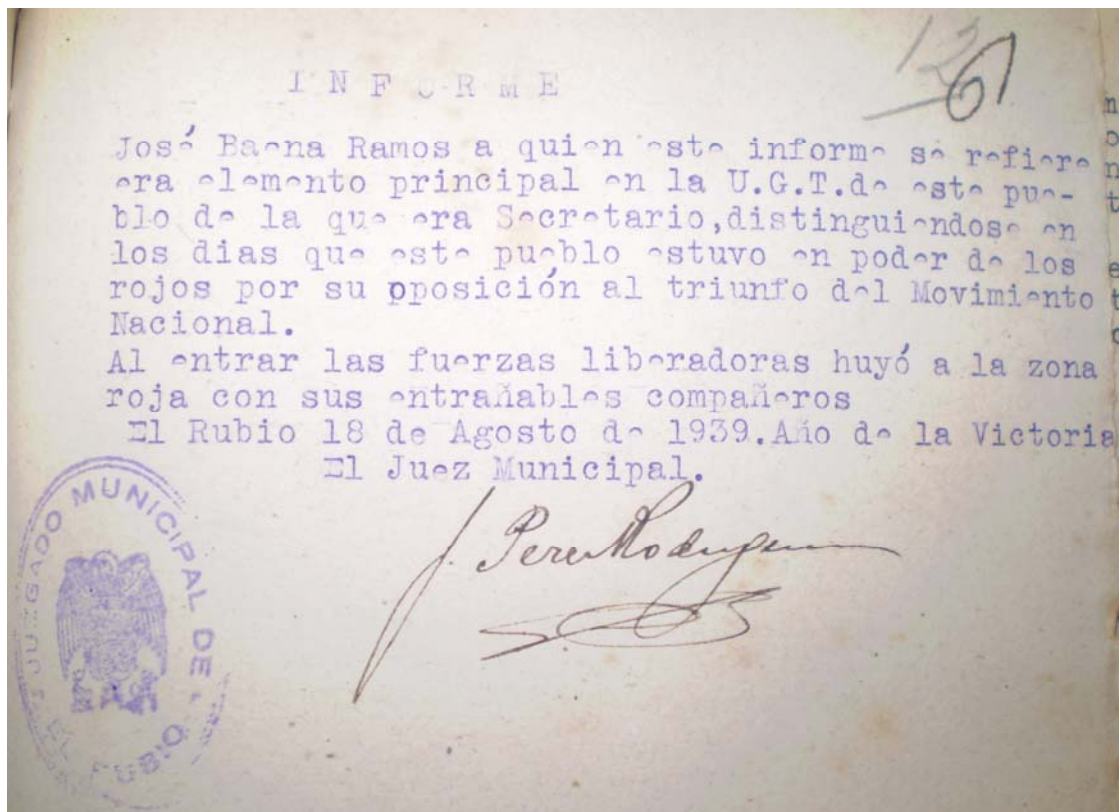 61
INFORME
José Baena Ramos a quien este informe se refiere
era elemento principal en la U.G.T.de este pue-
blo de la que era Secretario,distinguiendose en
los dias que este pueblo estuvo en poder de los
rojos por su oposición al triunfo del Movimiento
Nacional.
Al entrar las fuerzas liberadoras huyó a la zona
roja con sus entrañables compañeros
El Rubio 18 de Agosto de 1939.Año de la Victoria
El Juez Municipal.
J. Perez Rodriguez
JUZGADO MUNICIPAL DE